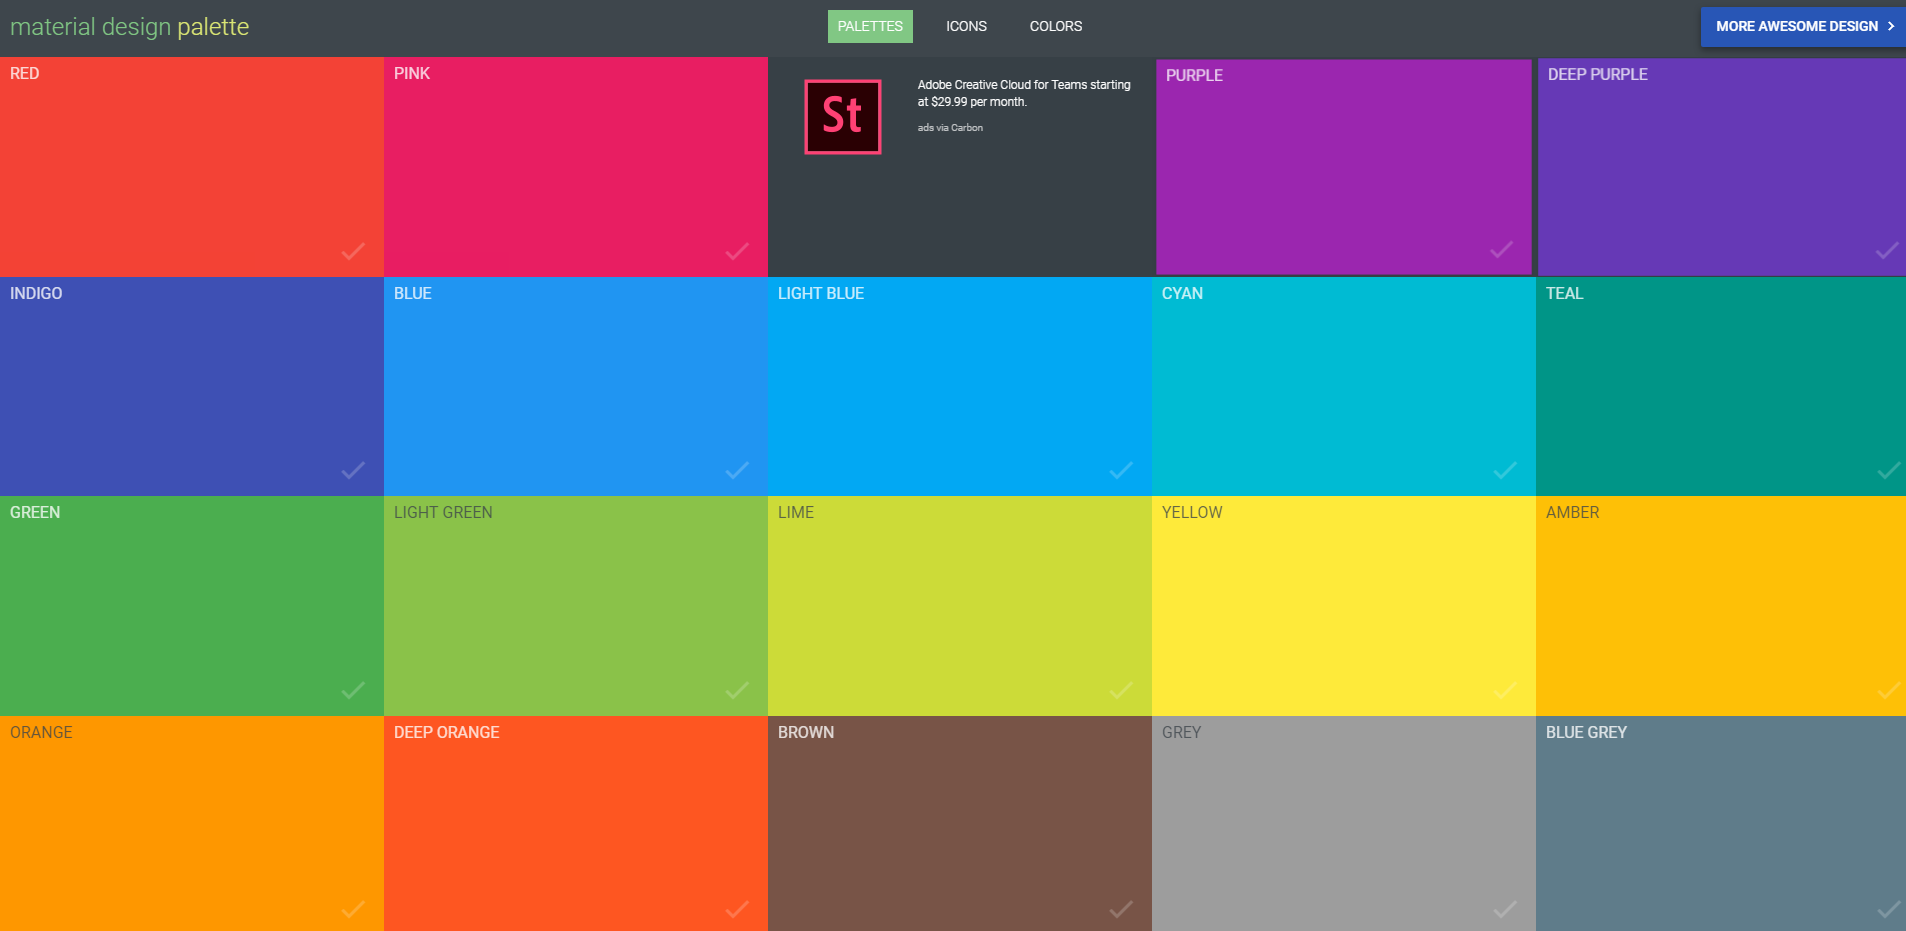 material design palette
PALETTES
ICONS
COLORS
MORE AWESOME DESIGN
RED
PINK
St
Adobe Creative Cloud for Teams starting
at $29.99 per month.
ads via Carbon
PURPLE
DEEP PURPLE
INDIGO
BLUE
LIGHT BLUE
CYAN
TEAL
GREEN
LIGHT GREEN
LIME
YELLOW
AMBER
ORANGE
DEEP ORANGE
BROWN
GREY
BLUE GREY